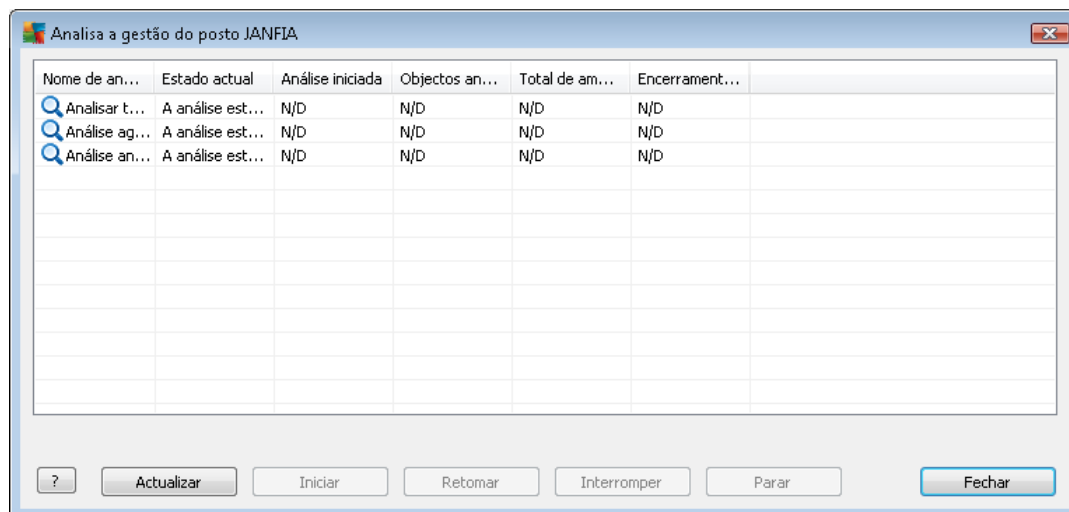 Analisa a gestão do posto JANFIA
Nome de an... Estado actual Análise iniciada Objectos an... Total de am... Encerrament...
Analisar t... A análise est... N/D N/D N/D N/D
Análise ag... A análise est... N/D N/D N/D N/D
Análise an... A análise est... N/D N/D N/D N/D
? Actualizar Iniciar Retomar Interromper Parar Fechar